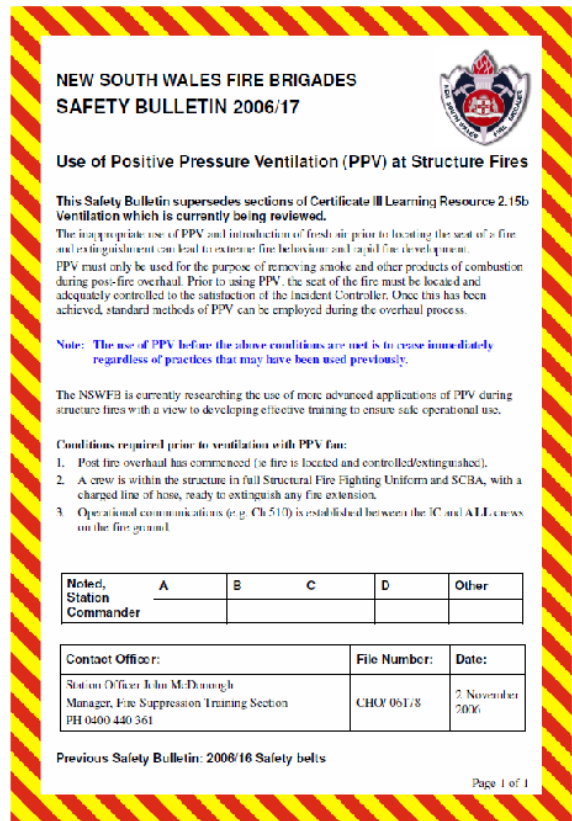 NEW SOUTH WALES FIRE BRIGADES
SAFETY BULLETIN 2006/17
NEW SOUTH WALES
FIRE BRIGADES
Use of Positive Pressure Ventilation (PPV) at Structure Fires
This Safety Bulletin supersedes sections of Certificate III Learning Resource 2.15b
Ventilation which is currently being reviewed.
The inappropriate use of PPV and introduction of fresh air prior to locating the seat of a fire
and extinguishment can lead to extreme fire behaviour and rapid fire development.
PPV must only be used for the purpose of removing smoke and other products of combustion
during post-fire overhaul. Prior to using PPV, the seat of the fire must be located and
adequately controlled to the satisfaction of the Incident Controller. Once this has been
achieved, standard methods of PPV can be employed during the overhaul process.
Note: The use of PPV before the above conditions are met is to cease immediately
regardless of practices that may have been used previously.
The NSWFB is currently researching the use of more advanced applications of PPV during
structure fires with a view to developing effective training to ensure safe operational use.
Conditions required prior to ventilation with PPV fan:
1. Post fire overhaul has commenced (ie fire is located and controlled/extinguished).
2. A crew is within the structure in full Structural Fire Fighting Uniform and SCBA, with a
charged line of hose, ready to extinguish any fire extension.
3. Operational communications (e.g. Ch 510) is established between the IC and ALL crews
on the fire ground.
Noted, A B C D Other
Station
Commander
Contact Officer: File Number: Date:
Station Officer John McDonough
Manager, Fire Suppression Training Section CHO/ 06178 2 November
PH 0400 440 361 2006
Previous Safety Bulletin: 2006/16 Safety belts
Page 1 of 1